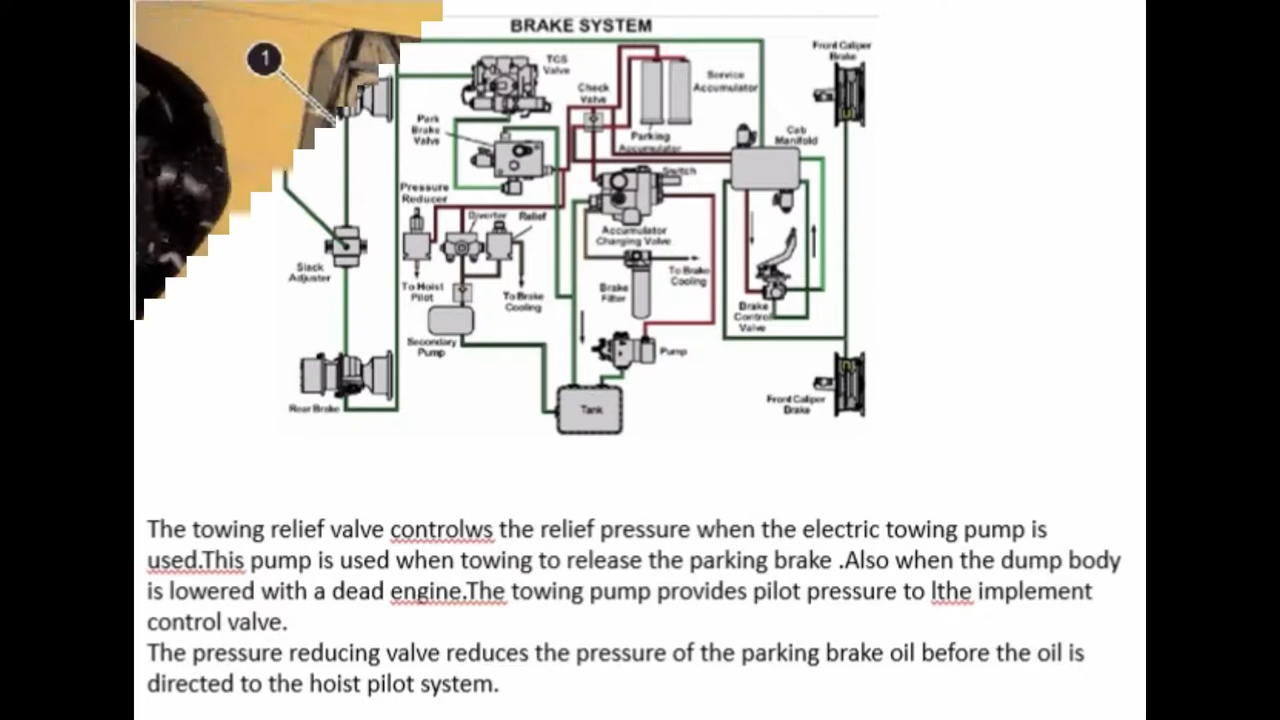 BRAKE SYSTEM
1
TCS
Valve
Check
Valve
Service
Accumulator
Front Caliper
Brake
Park
Brake
Valve
Parking
Accumulator
Cab
Manifold
Switch
Pressure
Reducer
Diverter
Relief
Accumulator
Charging Valve
Slack
Adjuster
To Hoist
Pilot
To Brake
Cooling
Brake
Filter
To Brake
Cooling
Brake
Control
Valve
Secondary
Pump
Pump
Rear Brake
Tank
Front Caliper
Brake
The towing relief valve controlws the relief pressure when the electric towing pump is
used.This pump is used when towing to release the parking brake .Also when the dump body
is lowered with a dead engine.The towing pump provides pilot pressure to lthe implement
control valve.
The pressure reducing valve reduces the pressure of the parking brake oil before the oil is
directed to the hoist pilot system.